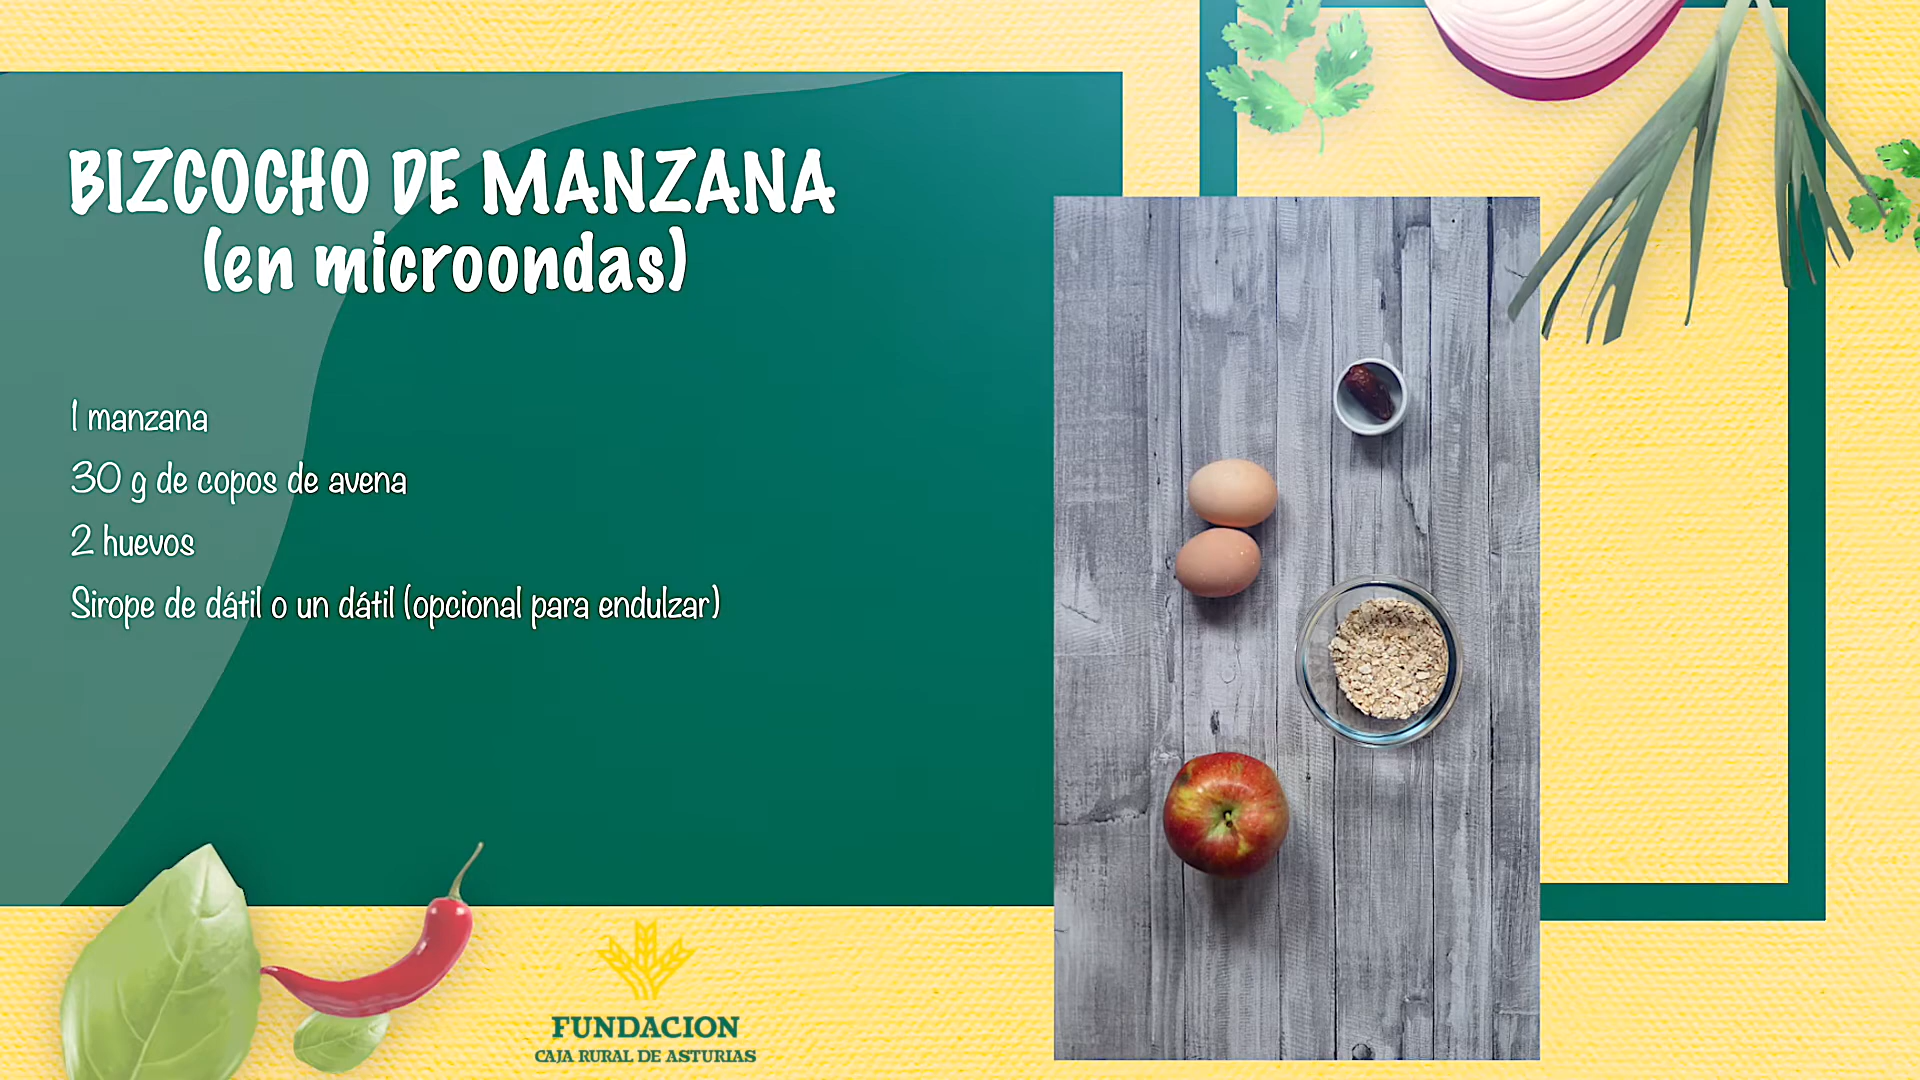 BIZCOCHO DE MANZANA
(en microondas)
1 manzana
30 g de copos de avena
2 huevos
Sirope de dátil o un dátil (opcional para endulzar)
FUNDACION
CAJA RURAL DE ASTURIAS